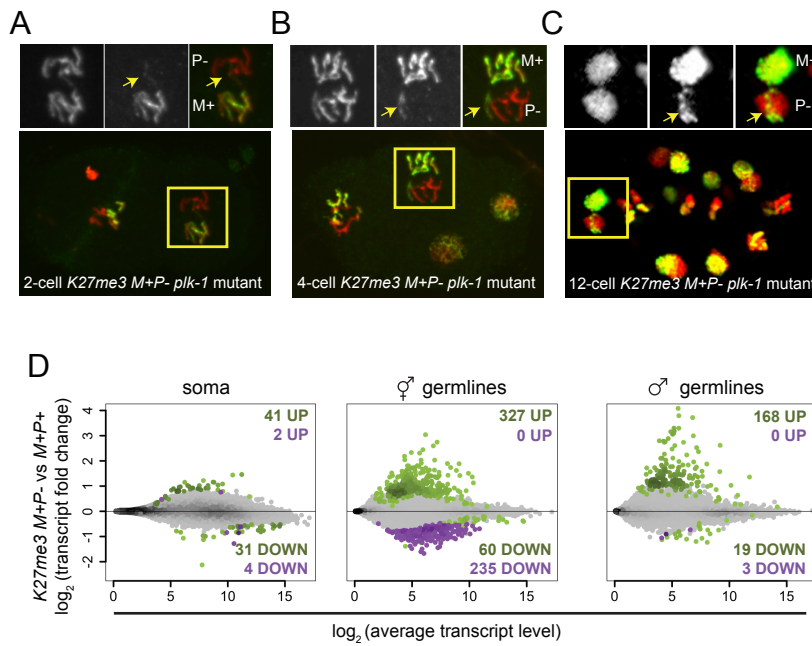 A
B
C
P-
M+
M+
P-
M+
P-
2-cell K27me3 M+P- plk-1 mutant
4-cell K27me3 M+P- plk-1 mutant
12-cell K27me3 M+P- plk-1 mutant
D
soma
⚥ germlines
♂ germlines
K27me3 M+P- vs M+P+
log₂ (transcript fold change)
4
3
2
1
0
-1
-2
41 UP
2 UP
31 DOWN
4 DOWN
327 UP
0 UP
60 DOWN
235 DOWN
168 UP
0 UP
19 DOWN
3 DOWN
0 5 10 15
0 5 10 15
0 5 10 15
log₂ (average transcript level)